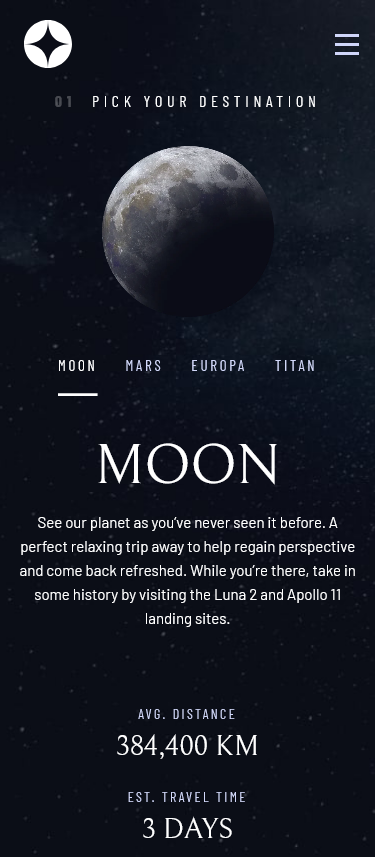 01 PICK YOUR DESTINATION
MOON MARS EUROPA TITAN
MOON
See our planet as you’ve never seen it before. A
perfect relaxing trip away to help regain perspective
and come back refreshed. While you’re there, take in
some history by visiting the Luna 2 and Apollo 11
landing sites.
AVG. DISTANCE
384,400 KM
EST. TRAVEL TIME
3 DAYS